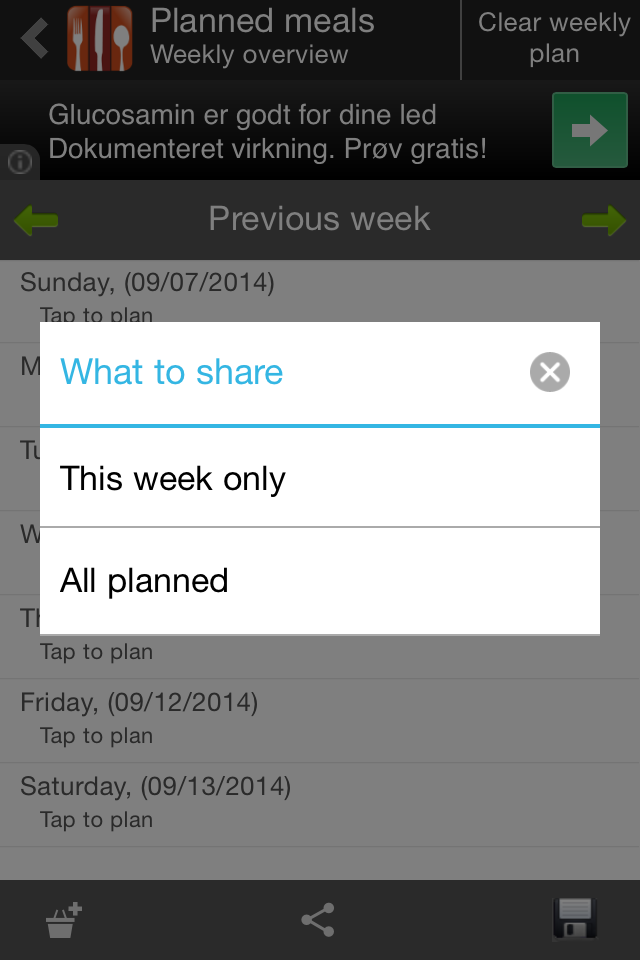 Planned meals
Weekly overview
Clear weekly
plan
Glucosamin er godt for dine led
Dokumenteret virkning. Prøv gratis!
Previous week
Sunday, (09/07/2014)
Tap to plan
M
What to share
Tu
This week only
W
All planned
Th
Tap to plan
Friday, (09/12/2014)
Tap to plan
Saturday, (09/13/2014)
Tap to plan